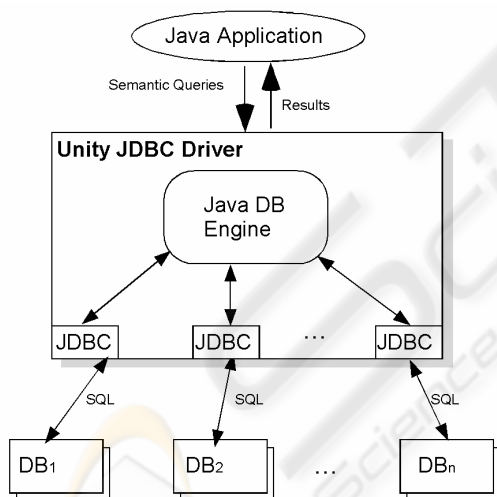 Java Application
Semantic Queries
Results
Unity JDBC Driver
Java DB
Engine
JDBC
JDBC
...
JDBC
SQL
SQL
SQL
DB1
DB2
...
DBn